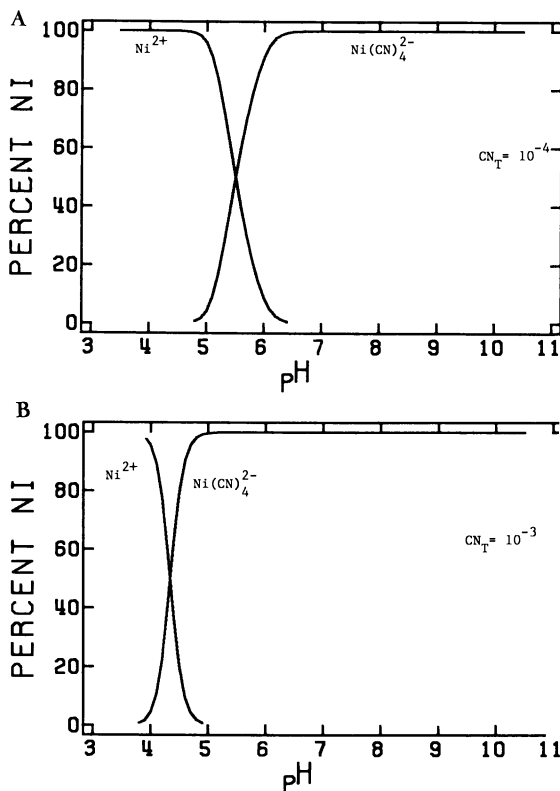 A
100
80
60
40
20
0
PERCENT NI
Ni²⁺
Ni(CN)₄²⁻
CN_T = 10⁻⁴
3 4 5 6 7 8 9 10 11
pH
B
100
80
60
40
20
0
PERCENT NI
Ni²⁺
Ni(CN)₄²⁻
CN_T = 10⁻³
3 4 5 6 7 8 9 10 11
pH